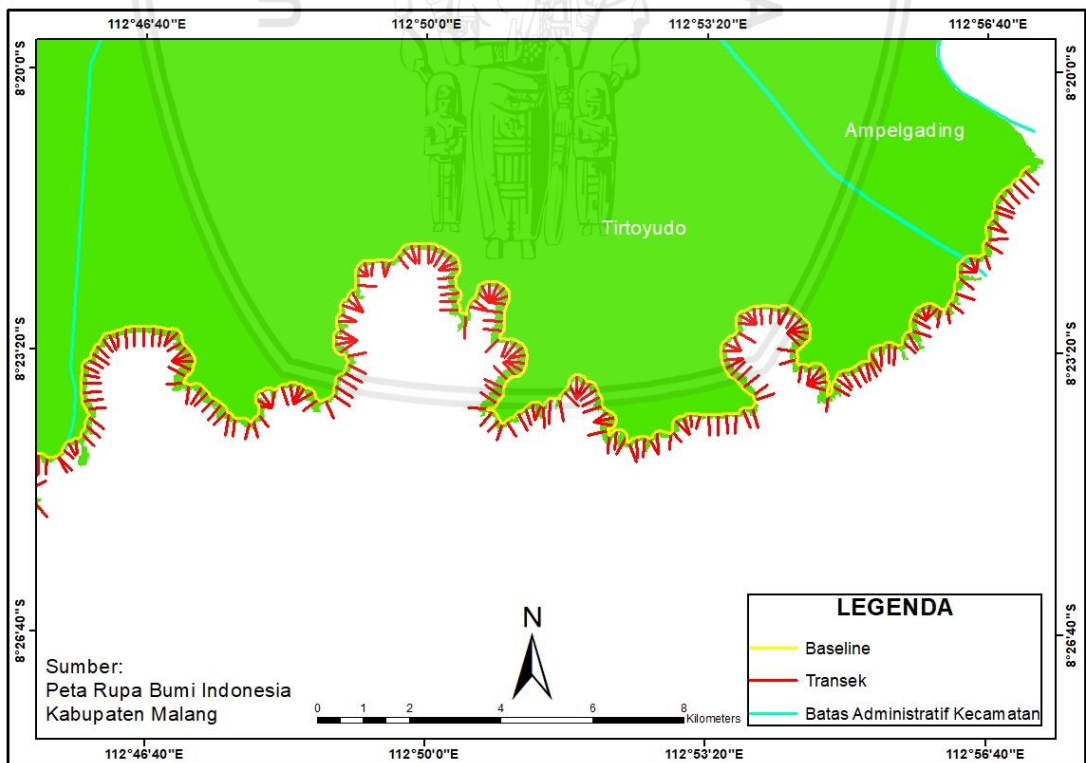 112°46'40"E 112°50'0"E 112°53'20"E 112°56'40"E
8°20'0"S
8°20'0"S
Ampelgading
Tirtoyudo
8°23'20"S
8°23'20"S
8°26'40"S
8°26'40"S
N
Sumber:
Peta Rupa Bumi Indonesia
Kabupaten Malang
0 1 2 4 6 8
Kilometers
LEGENDA
Baseline
Transek
Batas Administratif Kecamatan
112°46'40"E 112°50'0"E 112°53'20"E 112°56'40"E